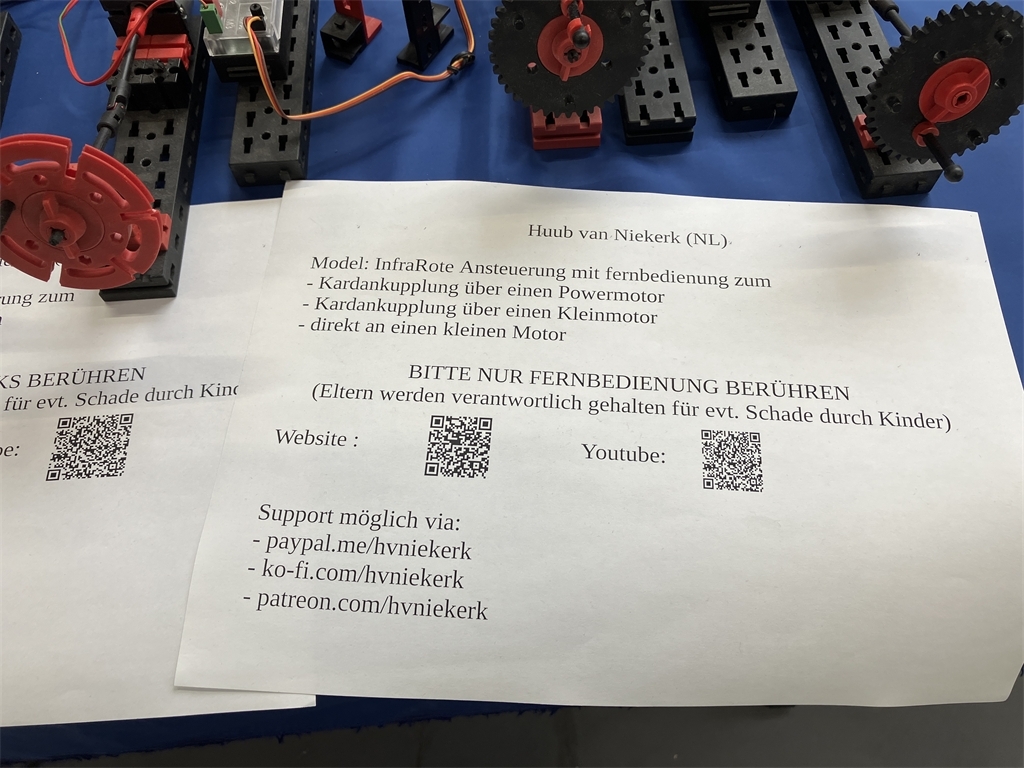 Huub van Niekerk (NL)
Model: InfraRote Ansteuerung mit fernbedienung zum
- Kardankupplung über einen Powermotor
- Kardankupplung über einen Kleinmotor
- direkt an einen kleinen Motor
BITTE NUR FERNBEDIENUNG BERÜHREN
(Eltern werden verantwortlich gehalten für evt. Schade durch Kinder)
Website :
Youtube:
Support möglich via:
- paypal.me/hvniekerk
- ko-fi.com/hvniekerk
- patreon.com/hvniekerk
zum
BERÜHREN
für evt. Schade durch